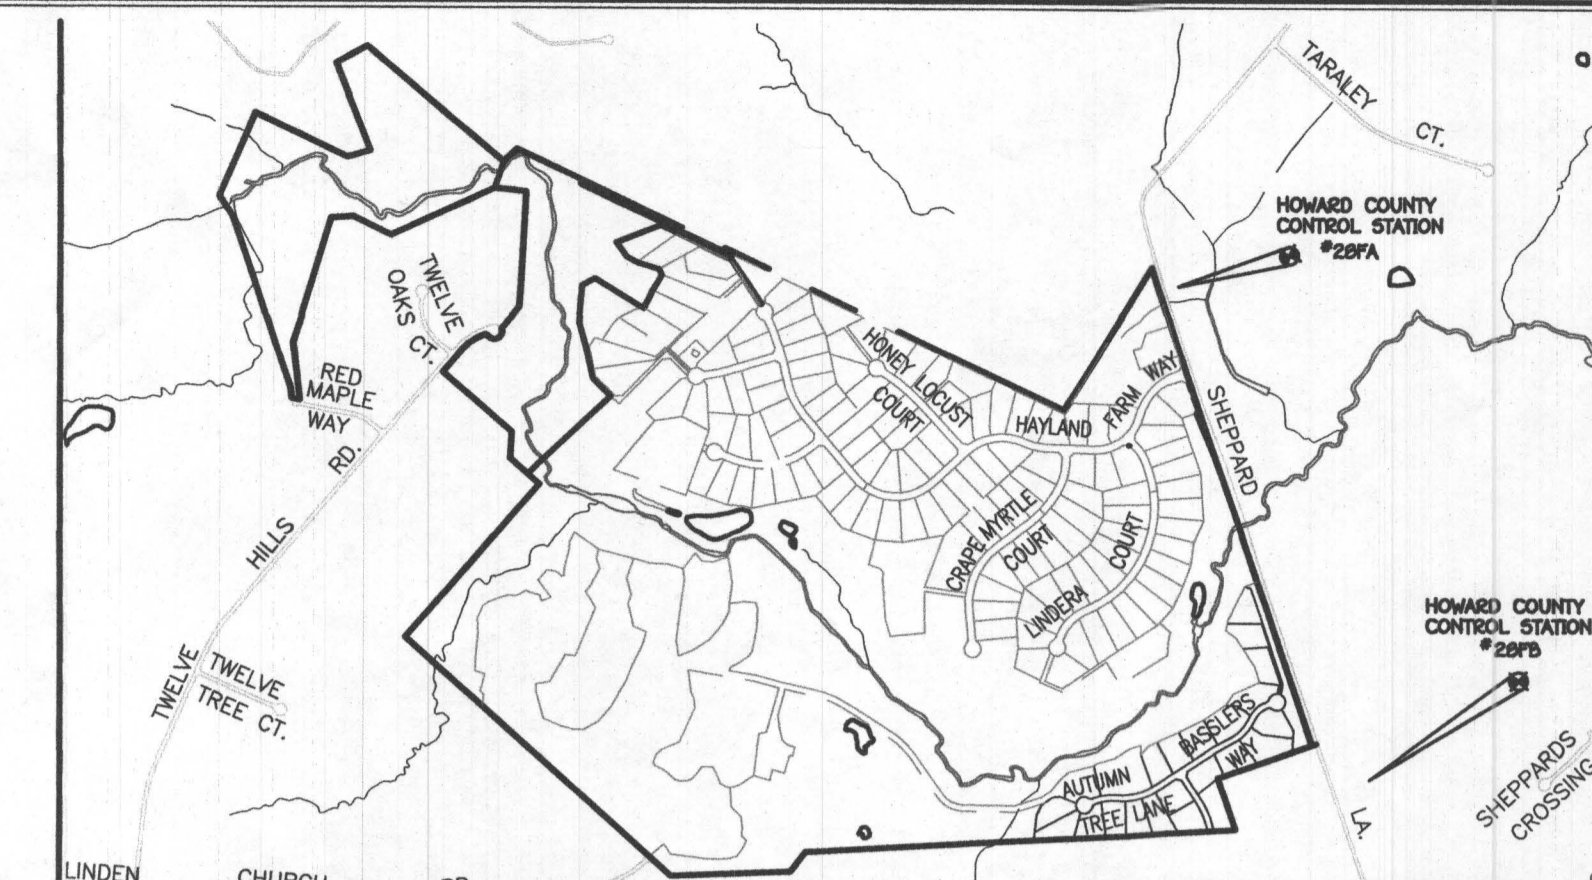 TARALEY
CT.
HOWARD COUNTY
CONTROL STATION
#28FA
TWELVE
OAKS CT.
RED
MAPLE
WAY
HONEY LOCUST
COURT
HAYLAND
FARM WAY
SHEPPARD
LA.
CRAPE MYRTLE
COURT
LINDERA
COURT
TWELVE
HILLS
RD.
TWELVE
TREE CT.
HOWARD COUNTY
CONTROL STATION
#28FB
SHEPPARDS
CROSSING
BASSLERS
WAY
AUTUMN
TREE LANE
LINDEN
CHURCH
RD